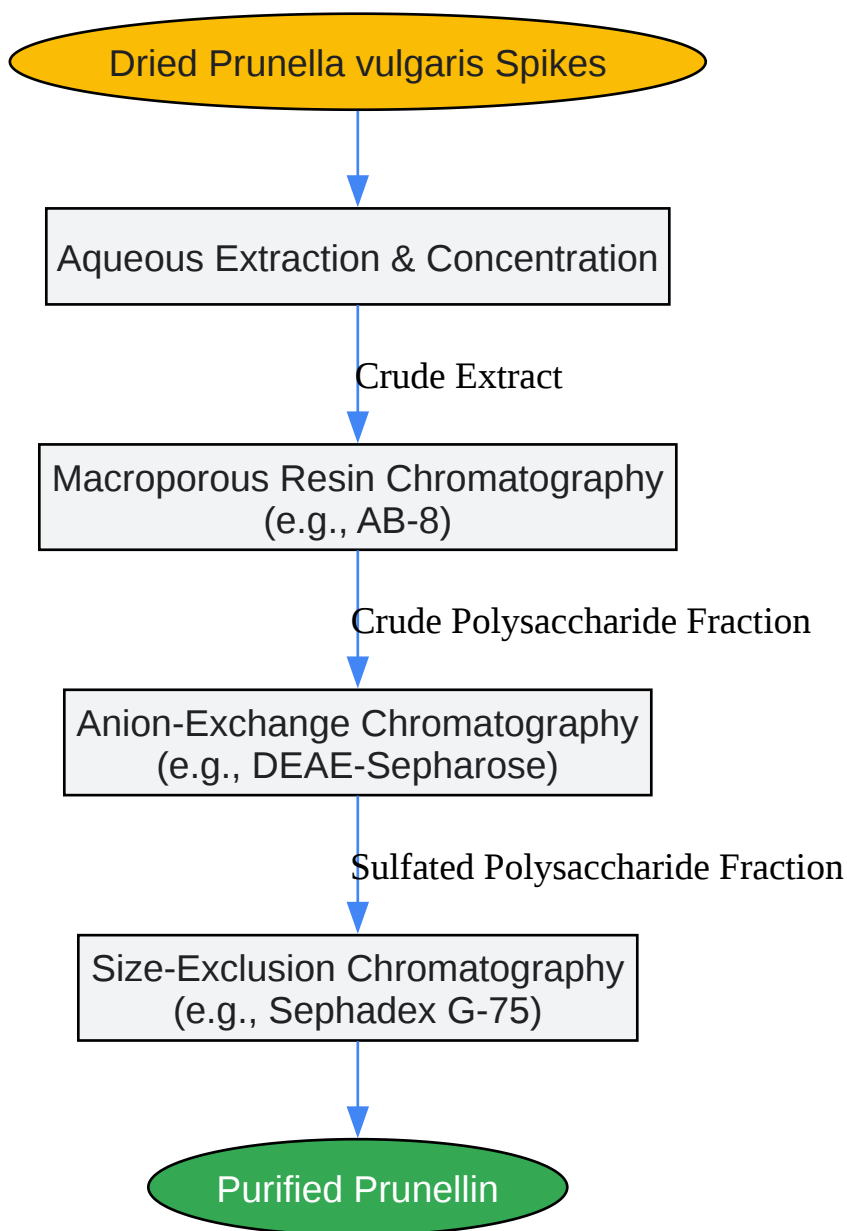 Dried Prunella vulgaris Spikes
Aqueous Extraction & Concentration
Crude Extract
Macroporous Resin Chromatography
(e.g., AB-8)
Crude Polysaccharide Fraction
Anion-Exchange Chromatography
(e.g., DEAE-Sepharose)
Sulfated Polysaccharide Fraction
Size-Exclusion Chromatography
(e.g., Sephadex G-75)
Purified Prunellin